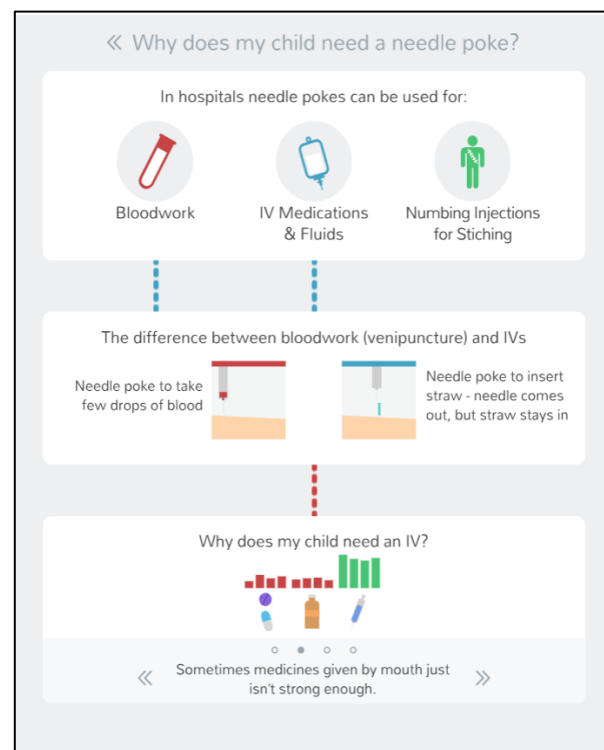 « Why does my child need a needle poke?
In hospitals needle pokes can be used for:
Bloodwork
IV Medications
& Fluids
Numbing Injections
for Stiching
The difference between bloodwork (venipuncture) and IVs
Needle poke to take
few drops of blood
Needle poke to insert
straw - needle comes
out, but straw stays in
Why does my child need an IV?
Sometimes medicines given by mouth just
isn't strong enough.